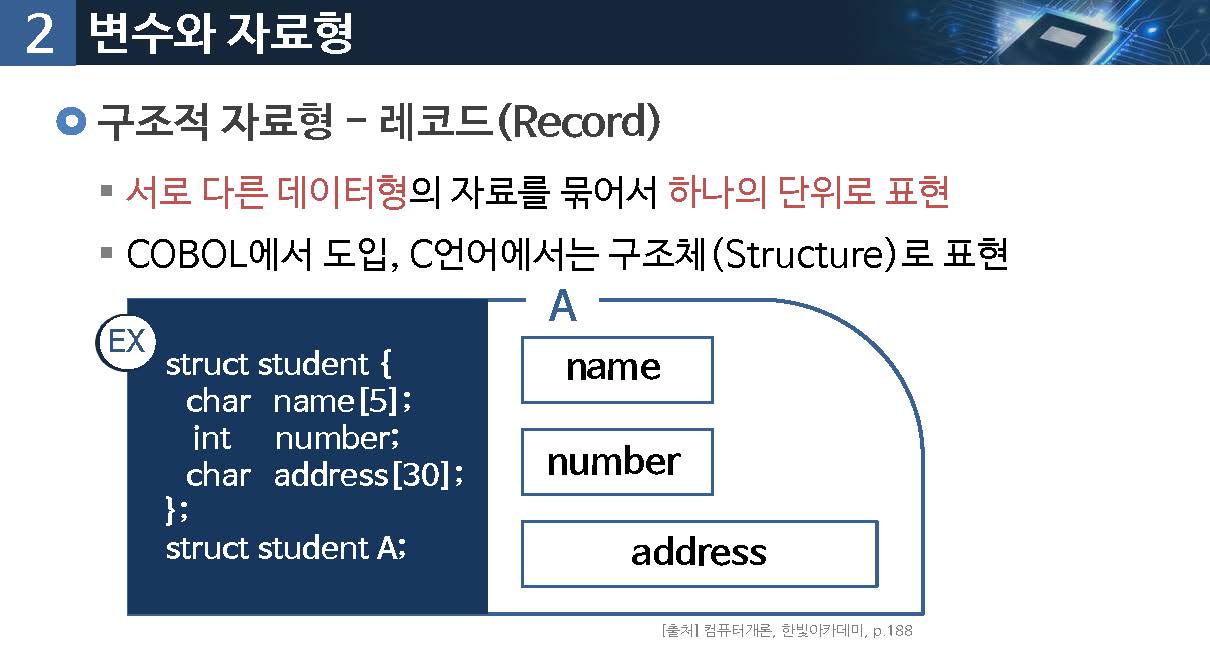 2 변수와 자료형
구조적 자료형 – 레코드(Record)
서로 다른 데이터형의 자료를 묶어서 하나의 단위로 표현
COBOL에서 도입, C언어에서는 구조체(Structure)로 표현
EX
struct student {
char name[5];
int number;
char address[30];
};
struct student A;
A
name
number
address
[출처] 컴퓨터개론, 한빛아카데미, p.188